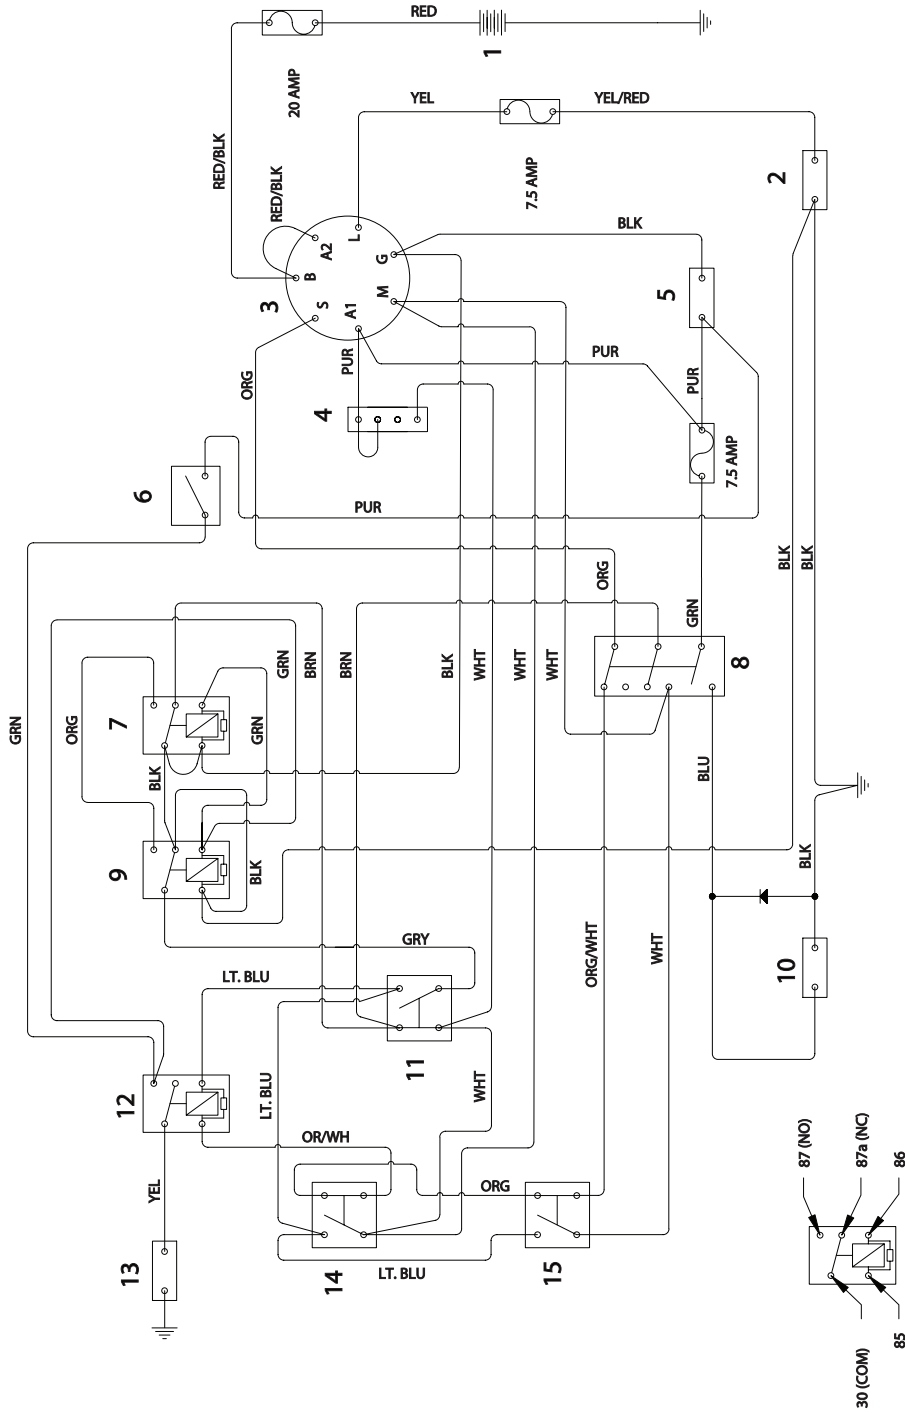 RED
1
20 AMP
YEL
YEL/RED
RED/BLK
RED/BLK
7.5 AMP
2
A2
L
BLK
B
G
3
S
M
5
A1
PUR
PUR
ORG
PUR
4
7.5 AMP
6
PUR
BLK
BLK
ORG
GRN
8
GRN
ORG
7
GRN
GRN
BRN
BRN
BLK
WHT
WHT
WHT
BLK
BLU
9
BLK
BLK
GRY
ORG/WHT
WHT
10
LT. BLU
11
12
LT. BLU
WHT
OR/WH
YEL
ORG
13
14
LT. BLU
15
87 (NO)
87a (NC)
86
30 (COM)
85